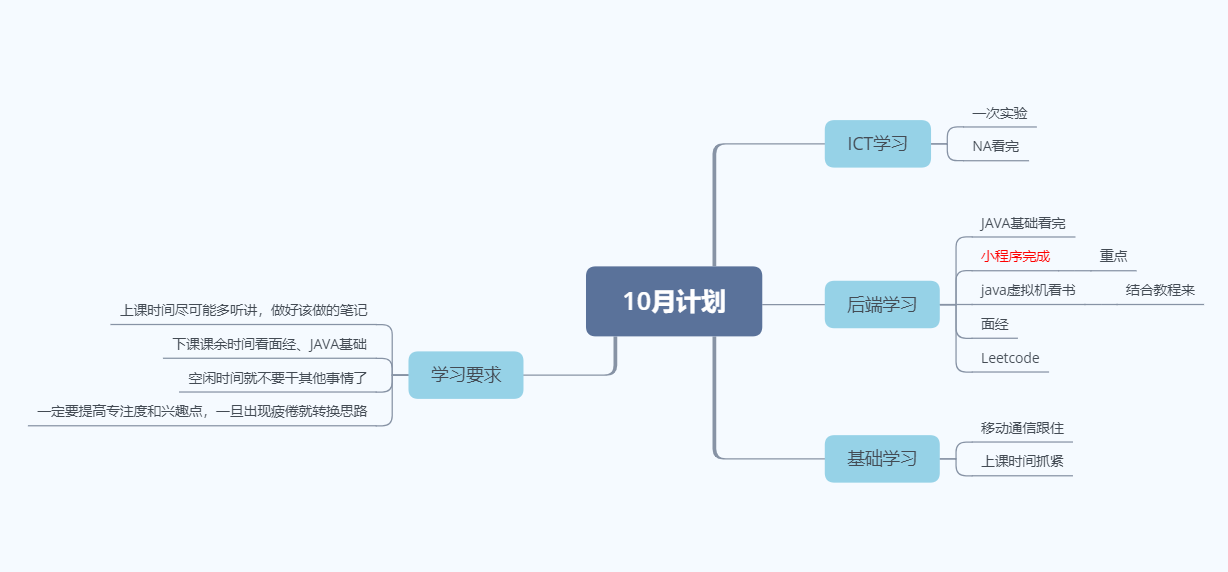 10月计划
ICT学习
一次实验
NA看完
后端学习
JAVA基础看完
小程序完成
重点
java虚拟机看书
结合教程来
面经
Leetcode
基础学习
移动通信跟住
上课时间抓紧
学习要求
上课时间尽可能多听讲，做好该做的笔记
下课课余时间看面经、JAVA基础
空闲时间就不要干其他事情了
一定要提高专注度和兴趣点，一旦出现疲倦就转换思路